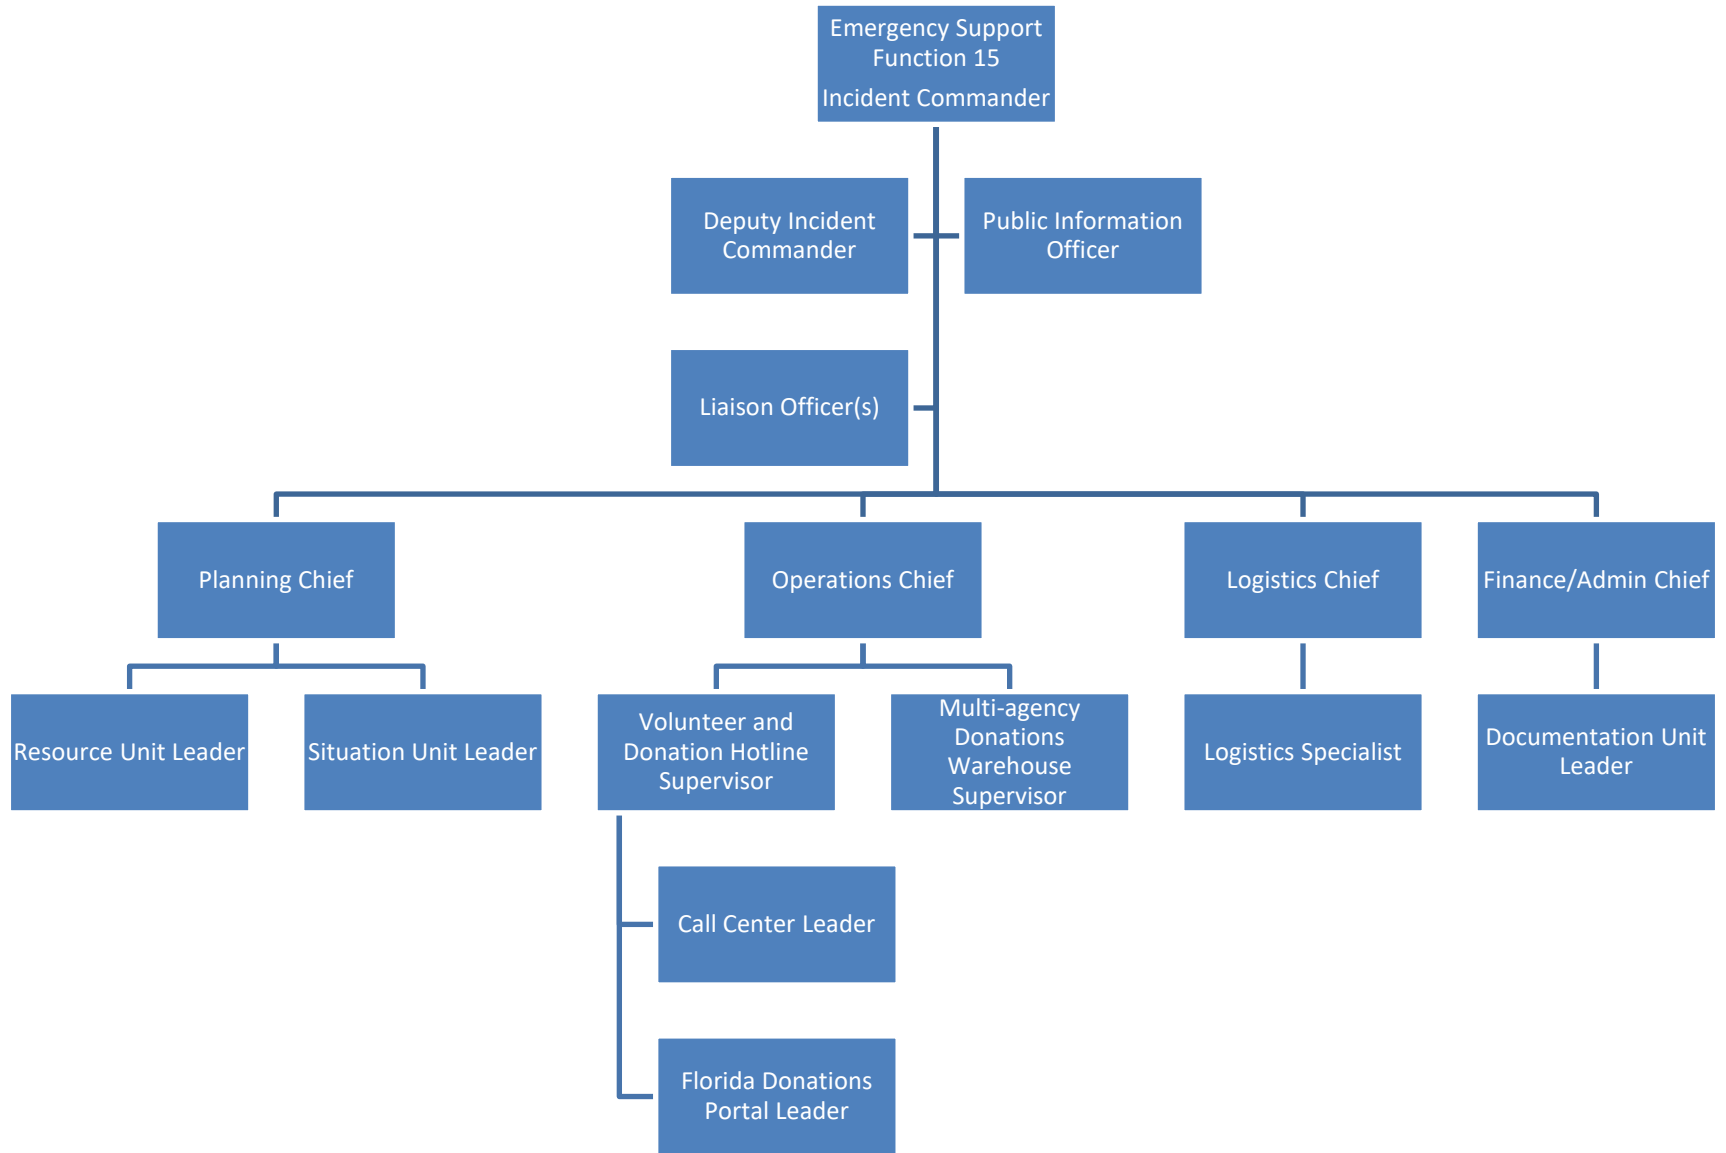 Emergency Support
Function 15
Incident Commander
Deputy Incident
Commander
Public Information
Officer
Liaison Officer(s)
Planning Chief
Operations Chief
Logistics Chief
Finance/Admin Chief
Resource Unit Leader
Situation Unit Leader
Volunteer and
Donation Hotline
Supervisor
Multi-agency
Donations
Warehouse
Supervisor
Logistics Specialist
Documentation Unit
Leader
Call Center Leader
Florida Donations
Portal Leader